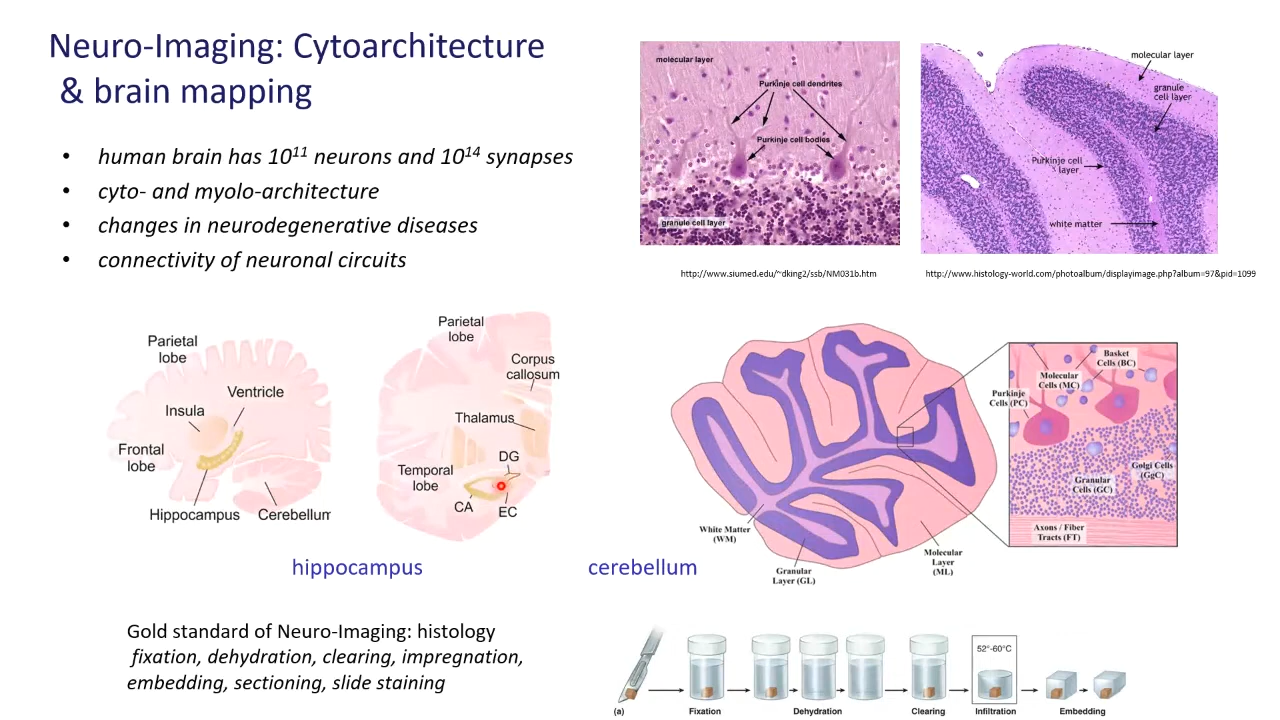 Neuro-Imaging: Cytoarchitecture
& brain mapping
• human brain has 10¹¹ neurons and 10¹⁴ synapses
• cyto- and myolo-architecture
• changes in neurodegenerative diseases
• connectivity of neuronal circuits
molecular layer
Purkinje cell dendrites
Purkinje cell bodies
granule cell layer
http://www.siumed.edu/~dking2/ssb/NM031b.htm
molecular layer
granule
cell layer
Purkinje cell
layer
white matter
http://www.histology-world.com/photoalbum/displayimage.php?album=97&pid=1099
Parietal
lobe
Ventricle
Insula
Frontal
lobe
Hippocampus
Cerebellum
Parietal
lobe
Corpus
callosum
Thalamus
DG
Temporal
lobe
CA
EC
hippocampus
cerebellum
White Matter
(WM)
Granular
Layer (GL)
Molecular
Layer
(ML)
Basket
Cells (BC)
Molecular
Cells (MC)
Purkinje
Cells (PC)
Golgi Cells
(GgC)
Granular
Cells (GC)
Axons / Fiber
Tracts (FT)
Gold standard of Neuro-Imaging: histology
fixation, dehydration, clearing, impregnation,
embedding, sectioning, slide staining
52°-60°C
(a)
Fixation
Dehydration
Clearing
Infiltration
Embedding